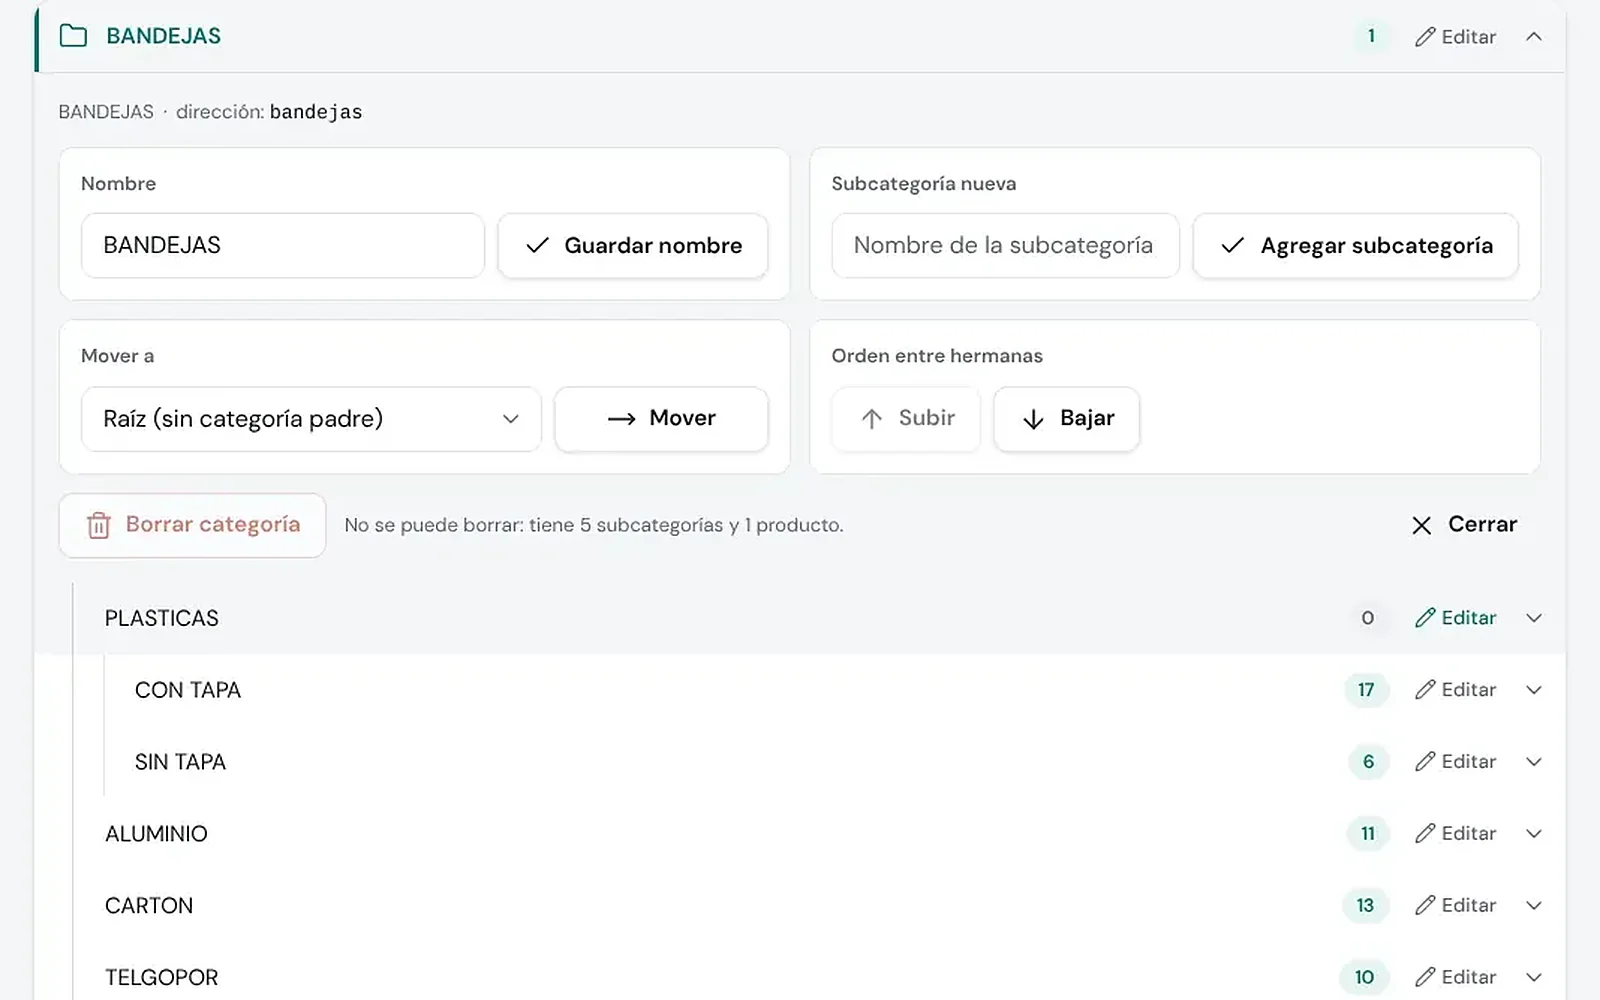 BANDEJAS 1 Editar
BANDEJAS · dirección: bandejas
Nombre
BANDEJAS Guardar nombre
Subcategoría nueva
Nombre de la subcategoría Agregar subcategoría
Mover a
Raíz (sin categoría padre) Mover
Orden entre hermanas
Subir Bajar
Borrar categoría No se puede borrar: tiene 5 subcategorías y 1 producto. Cerrar
PLASTICAS 0 Editar
CON TAPA 17 Editar
SIN TAPA 6 Editar
ALUMINIO 11 Editar
CARTON 13 Editar
TELGOPOR 10 Editar